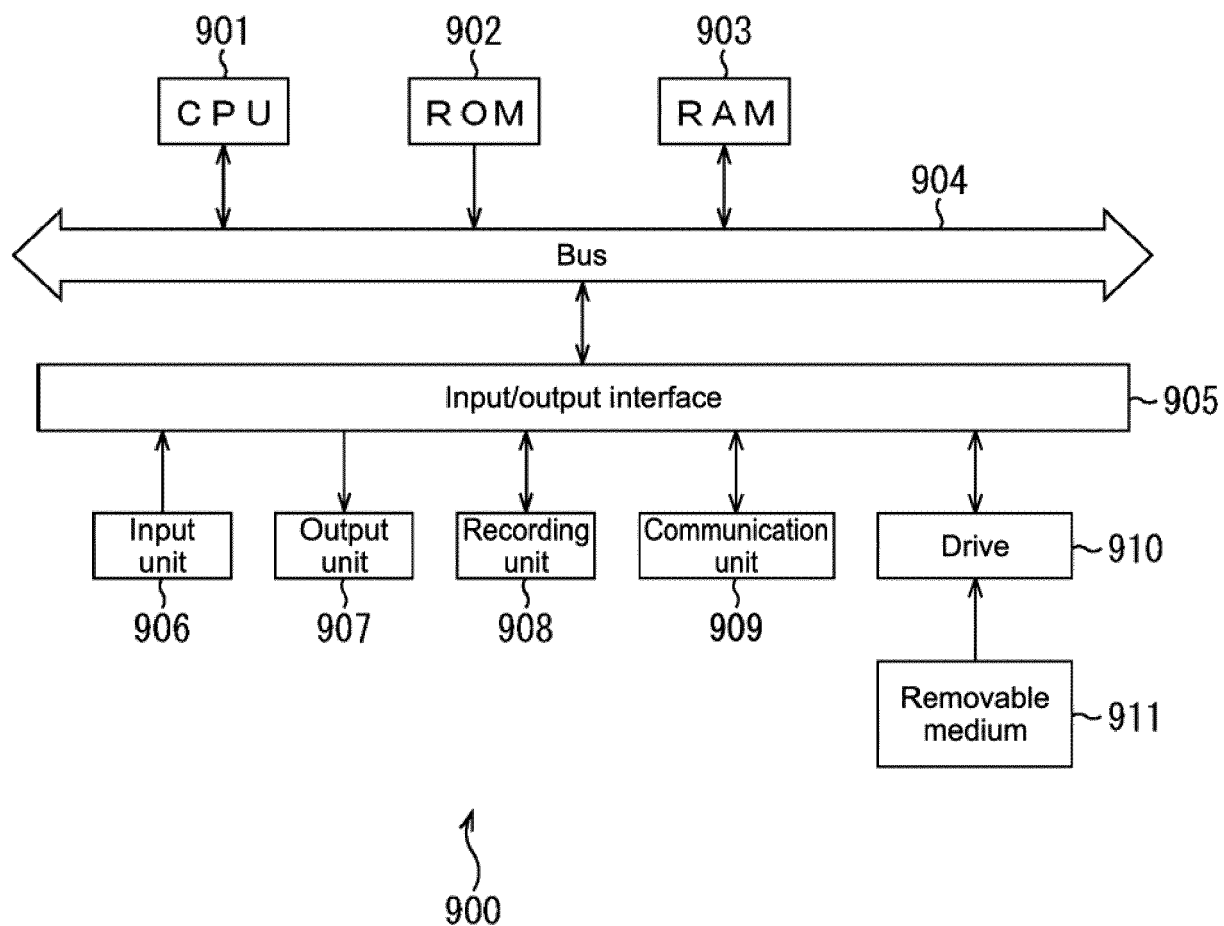 901
902
903
CPU
ROM
RAM
904
Bus
Input/output interface
905
Input
unit
Output
unit
Recording
unit
Communication
unit
Drive
910
906
907
908
909
Removable
medium
911
900